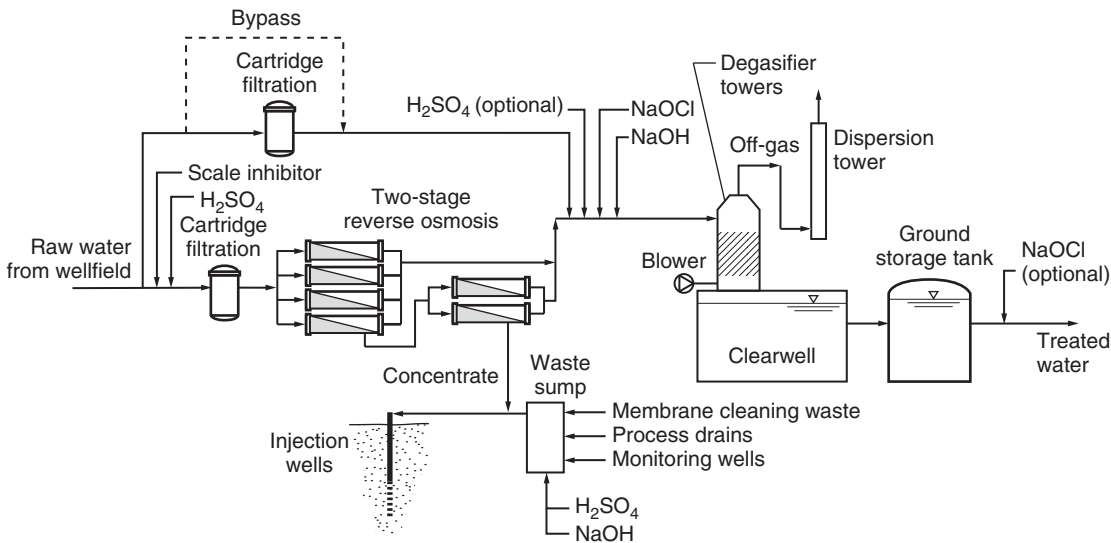 Bypass
Cartridge
filtration
Degasifier
towers
H₂SO₄ (optional)
NaOCl
NaOH
Off-gas
Dispersion
tower
Scale inhibitor
H₂SO₄
Cartridge
filtration
Two-stage
reverse osmosis
Raw water
from wellfield
Blower
Ground
storage tank
NaOCl
(optional)
Clearwell
Treated
water
Concentrate
Waste
sump
Injection
wells
Membrane cleaning waste
Process drains
Monitoring wells
H₂SO₄
NaOH